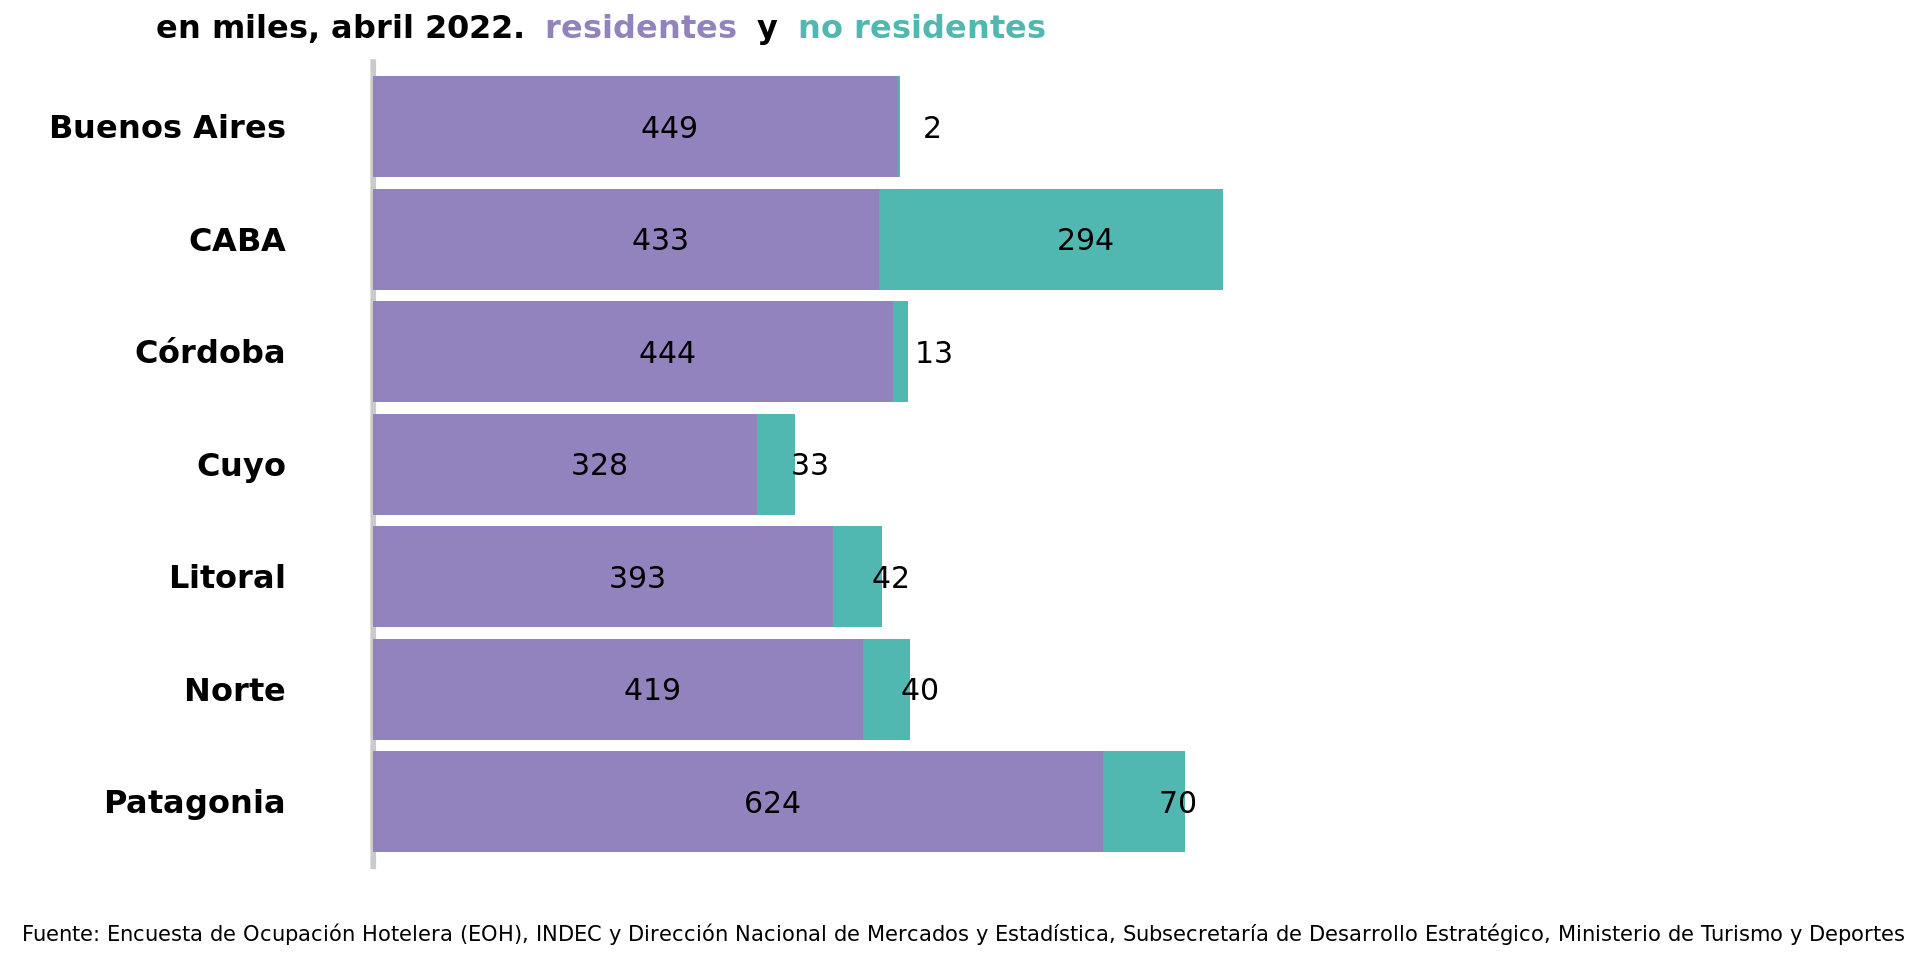 en miles, abril 2022. residentes y no residentes
Buenos Aires 449 2
CABA 433 294
Córdoba 444 13
Cuyo 328 33
Litoral 393 42
Norte 419 40
Patagonia 624 70
Fuente: Encuesta de Ocupación Hotelera (EOH), INDEC y Dirección Nacional de Mercados y Estadística, Subsecretaría de Desarrollo Estratégico, Ministerio de Turismo y Deportes